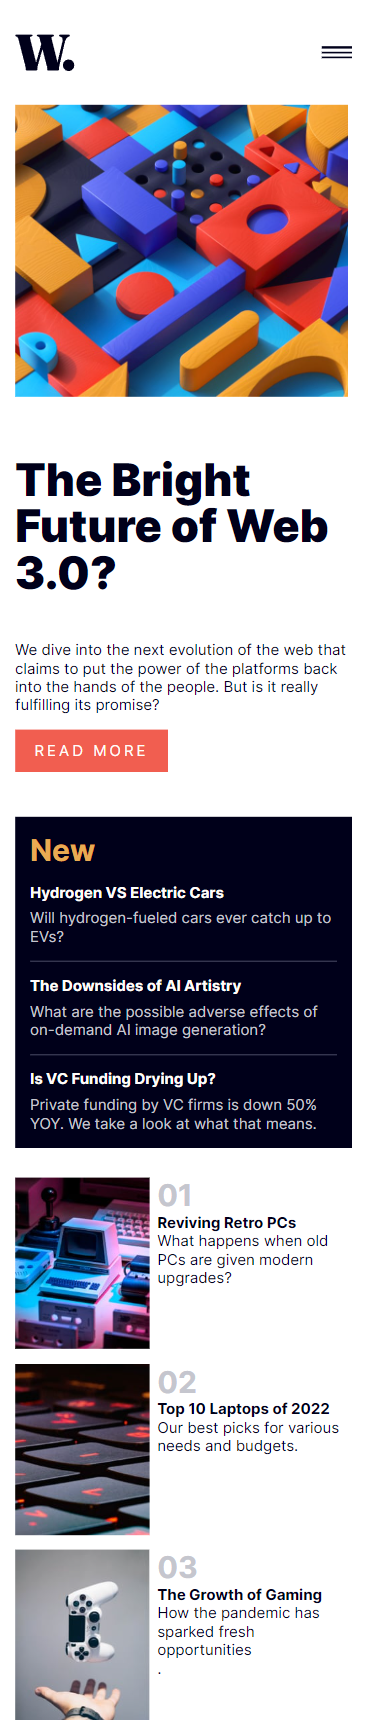 W.
The Bright
Future of Web
3.0?
We dive into the next evolution of the web that
claims to put the power of the platforms back
into the hands of the people. But is it really
fulfilling its promise?
READ MORE
New
Hydrogen VS Electric Cars
Will hydrogen-fueled cars ever catch up to
EVs?
The Downsides of AI Artistry
What are the possible adverse effects of
on-demand AI image generation?
Is VC Funding Drying Up?
Private funding by VC firms is down 50%
YOY. We take a look at what that means.
01
Reviving Retro PCs
What happens when old
PCs are given modern
upgrades?
02
Top 10 Laptops of 2022
Our best picks for various
needs and budgets.
03
The Growth of Gaming
How the pandemic has
sparked fresh
opportunities
.